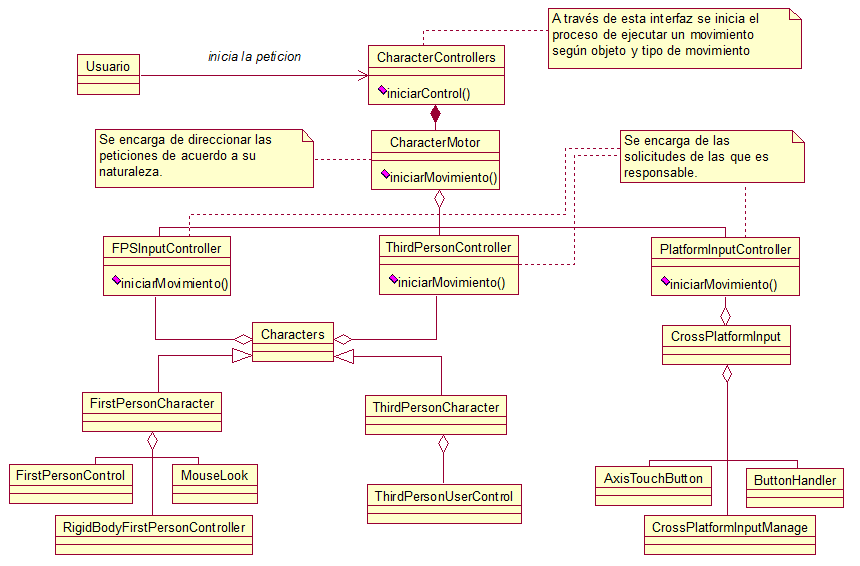 A través de esta interfaz se inicia el
proceso de ejecutar un movimiento
según objeto y tipo de movimiento
inicia la peticion
Usuario
CharacterControllers
iniciarControl()
Se encarga de direccionar las
peticiones de acuerdo a su
naturaleza.
CharacterMotor
iniciarMovimiento()
Se encarga de las
solicitudes de las que es
responsable.
FPSInputController
iniciarMovimiento()
ThirdPersonController
iniciarMovimiento()
PlatformInputController
iniciarMovimiento()
Characters
CrossPlatformInput
FirstPersonCharacter
ThirdPersonCharacter
FirstPersonControl
MouseLook
ThirdPersonUserControl
AxisTouchButton
ButtonHandler
RigidBodyFirstPersonController
CrossPlatformInputManage